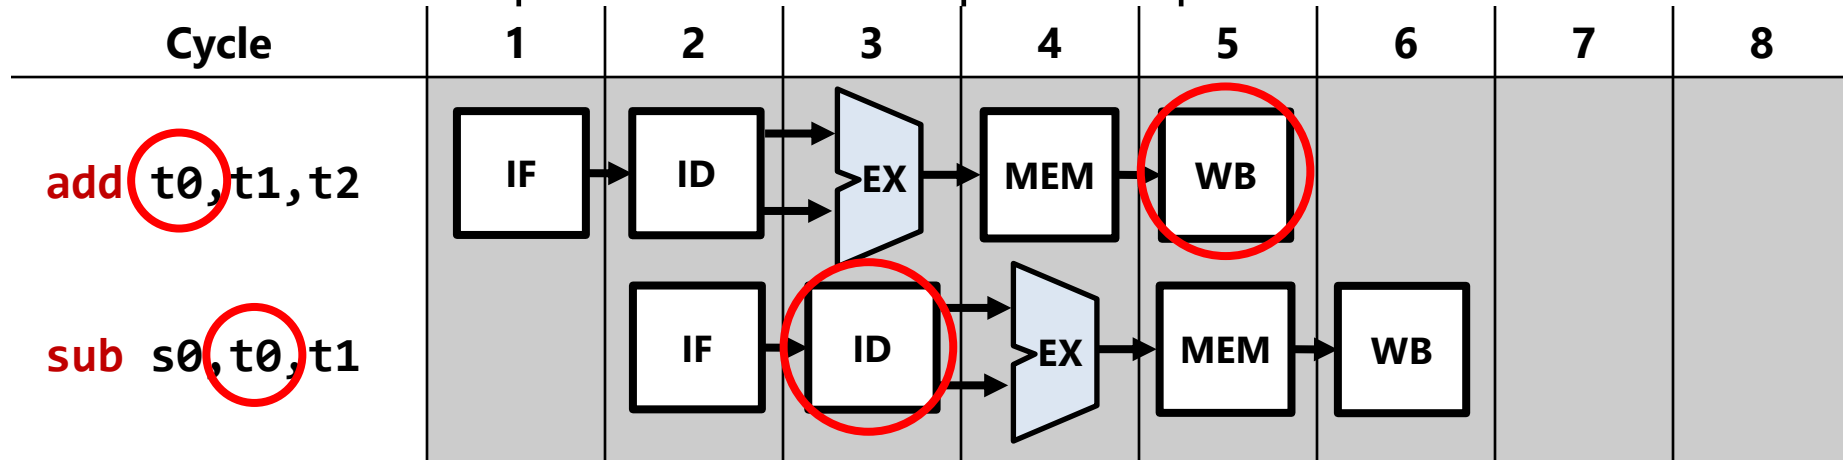 Cycle 1 2 3 4 5 6 7 8
add t0,t1,t2 IF ID EX MEM WB
sub s0,t0,t1 IF ID EX MEM WB